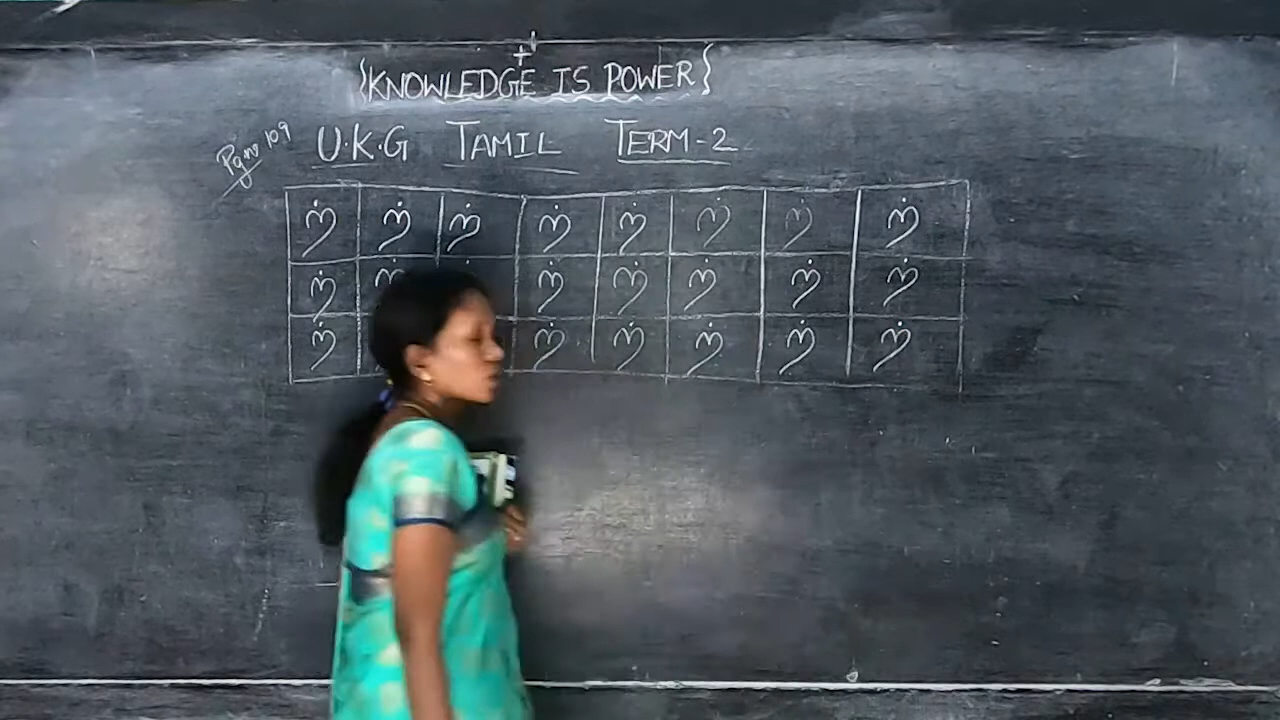 {KNOWLEDGE IS POWER}
Pg no 109 U.K.G TAMIL TERM-2
ந் ந் ந் ந் ந் ந் ந் ந்
ந் ந் ந் ந் ந் ந் ந்
ந் ந் ந் ந் ந் ந்